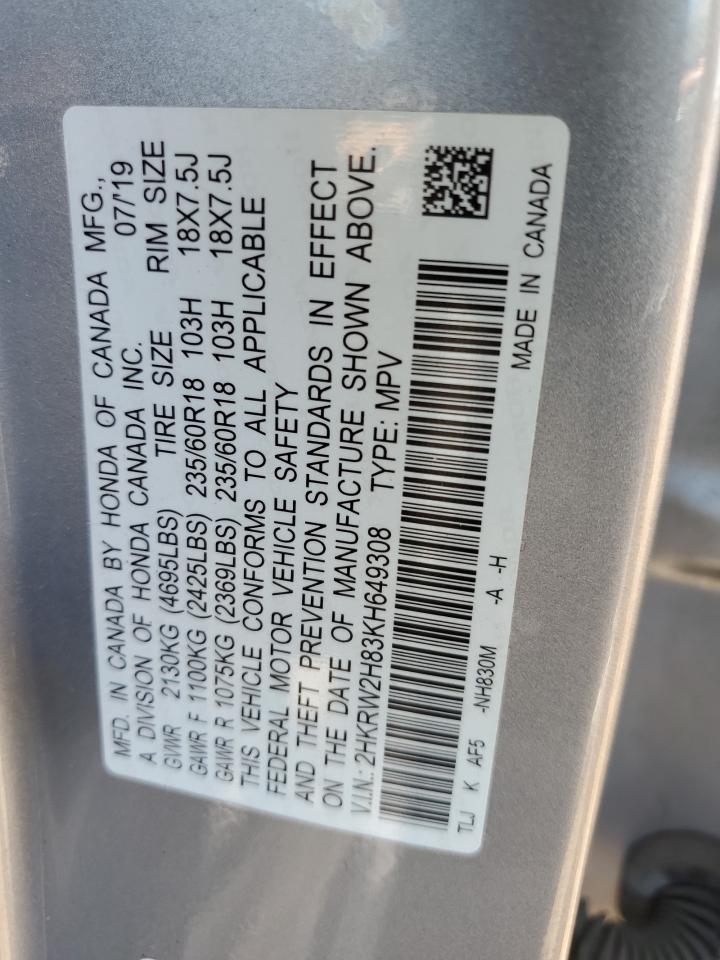 MFD. IN CANADA BY HONDA OF CANADA MFG.,
A DIVISION OF HONDA CANADA INC. 07/'19
GVWR 2130KG (4695LBS) TIRE SIZE RIM SIZE
GAWR F 1100KG (2425LBS) 235/60R18 103H 18X7.5J
GAWR R 1075KG (2369LBS) 235/60R18 103H 18X7.5J
THIS VEHICLE CONFORMS TO ALL APPLICABLE
FEDERAL MOTOR VEHICLE SAFETY
AND THEFT PREVENTION STANDARDS IN EFFECT
ON THE DATE OF MANUFACTURE SHOWN ABOVE.
V.I.N.: 2HKRW2H83KH649308 TYPE: MPV
TLJ K AF5 -NH830M -A -H
MADE IN CANADA